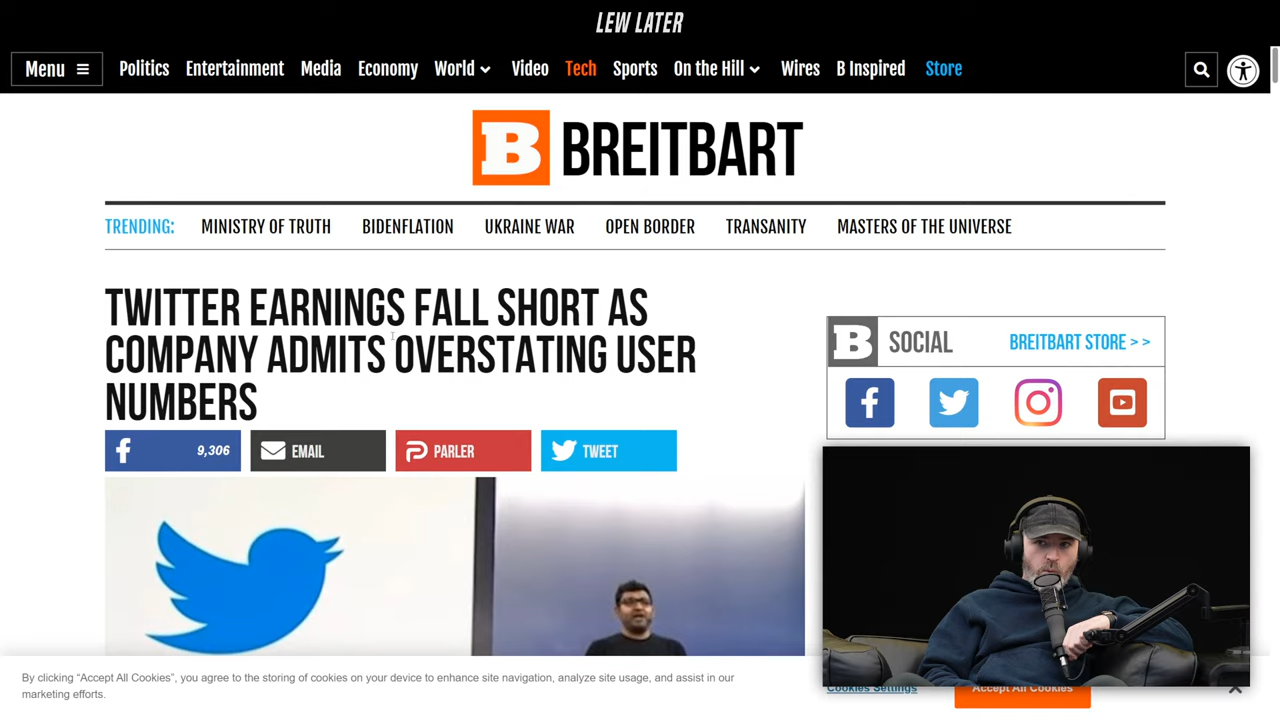 LEW LATER
Menu Politics Entertainment Media Economy World Video Tech Sports On the Hill Wires B Inspired Store
B BREITBART
TRENDING: MINISTRY OF TRUTH BIDENFLATION UKRAINE WAR OPEN BORDER TRANSANITY MASTERS OF THE UNIVERSE
TWITTER EARNINGS FALL SHORT AS
COMPANY ADMITS OVERSTATING USER
NUMBERS
9,306 EMAIL PARLER TWEET
B SOCIAL BREITBART STORE > >
By clicking “Accept All Cookies”, you agree to the storing of cookies on your device to enhance site navigation, analyze site usage, and assist in our
marketing efforts.
Cookies Settings
Accept All Cookies